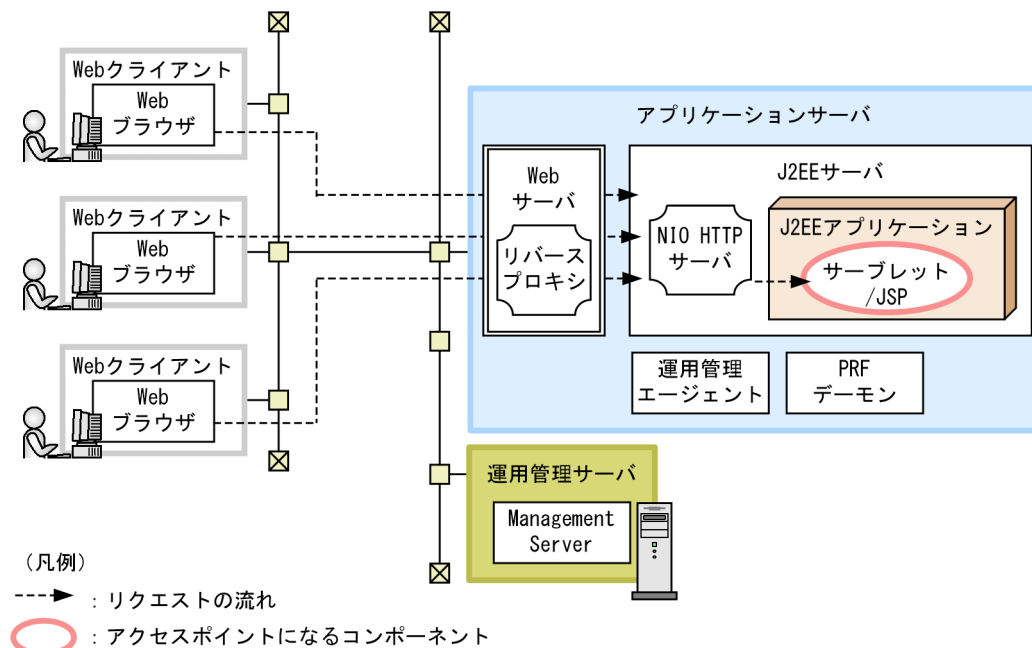 Webクライアント
Web
ブラウザ
Webクライアント
Web
ブラウザ
Webクライアント
Web
ブラウザ
アプリケーションサーバ
Web
サーバ
リバース
プロキシ
J2EEサーバ
NIO HTTP
サーバ
J2EEアプリケーション
サーブレット
/JSP
運用管理
エージェント
PRF
デーモン
運用管理サーバ
Management
Server
(凡例)
:リクエストの流れ
:アクセスポイントになるコンポーネント